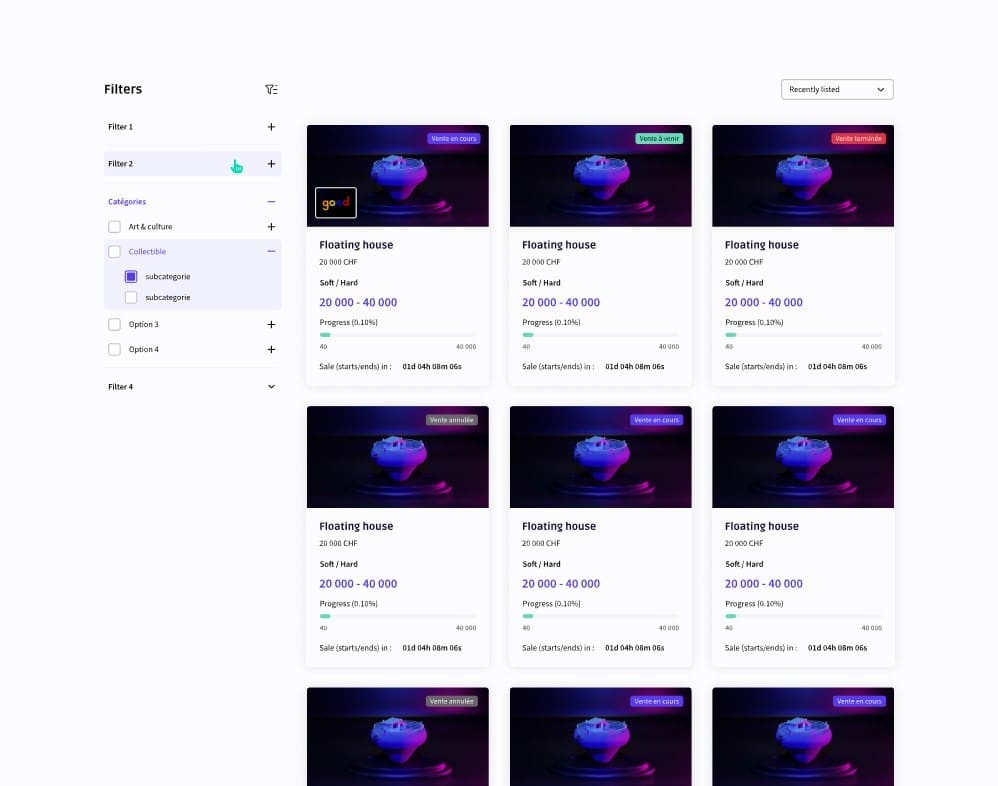 Filters
Recently listed
Filter 1
Filter 2
Catégories
Art & culture
Collectible
subcategorie
subcategorie
Option 3
Option 4
Filter 4
Vente en cours
good
Floating house
20 000 CHF
Soft / Hard
20 000 - 40 000
Progress (0.10%)
40 40 000
Sale (starts/ends) in : 01d 04h 08m 06s
Vente à venir
Floating house
20 000 CHF
Soft / Hard
20 000 - 40 000
Progress (0.10%)
40 40 000
Sale (starts/ends) in : 01d 04h 08m 06s
Vente terminée
Floating house
20 000 CHF
Soft / Hard
20 000 - 40 000
Progress (0.10%)
40 40 000
Sale (starts/ends) in : 01d 04h 08m 06s
Vente annulée
Floating house
20 000 CHF
Soft / Hard
20 000 - 40 000
Progress (0.10%)
40 40 000
Sale (starts/ends) in : 01d 04h 08m 06s
Vente en cours
Floating house
20 000 CHF
Soft / Hard
20 000 - 40 000
Progress (0.10%)
40 40 000
Sale (starts/ends) in : 01d 04h 08m 06s
Vente en cours
Floating house
20 000 CHF
Soft / Hard
20 000 - 40 000
Progress (0.10%)
40 40 000
Sale (starts/ends) in : 01d 04h 08m 06s
Vente annulée
Vente en cours
Vente en cours